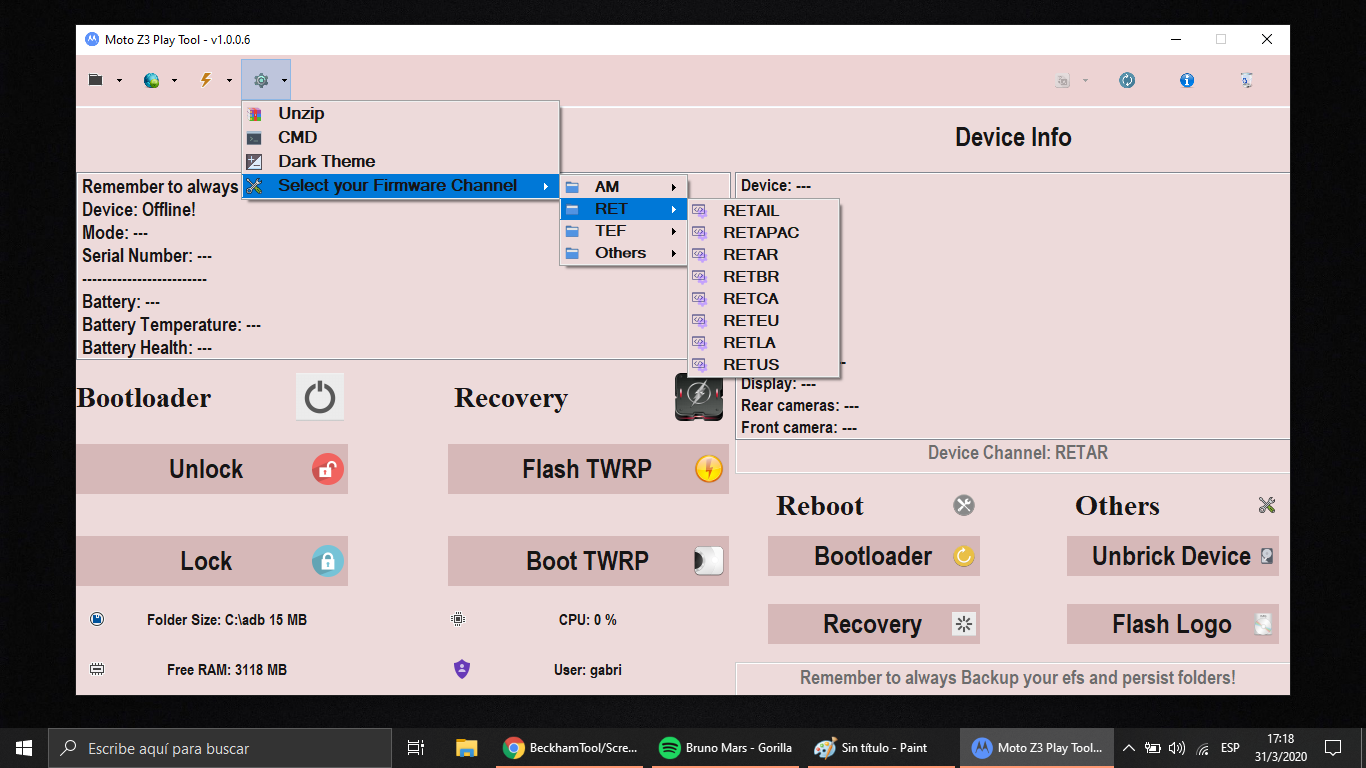 Moto Z3 Play Tool - v1.0.0.6
Unzip
CMD
Dark Theme
Select your Firmware Channel
AM
RET
TEF
Others
RETAIL
RETAPAC
RETAR
RETBR
RETCA
RETEU
RETLA
RETUS
Remember to always
Device: Offline!
Mode: ---
Serial Number: ---
-------------------------
Battery: ---
Battery Temperature: ---
Battery Health: ---
Device Info
Device: ---
Display: ---
Rear cameras: ---
Front camera: ---
Device Channel: RETAR
Bootloader
Recovery
Unlock
Flash TWRP
Lock
Boot TWRP
Reboot
Others
Bootloader
Unbrick Device
Recovery
Flash Logo
Folder Size: C:\adb 15 MB
CPU: 0 %
Free RAM: 3118 MB
User: gabri
Remember to always Backup your efs and persist folders!
Escribe aquí para buscar
BeckhamTool/Scre...
Bruno Mars - Gorilla
Sin título - Paint
Moto Z3 Play Tool...
ESP
17:18
31/3/2020